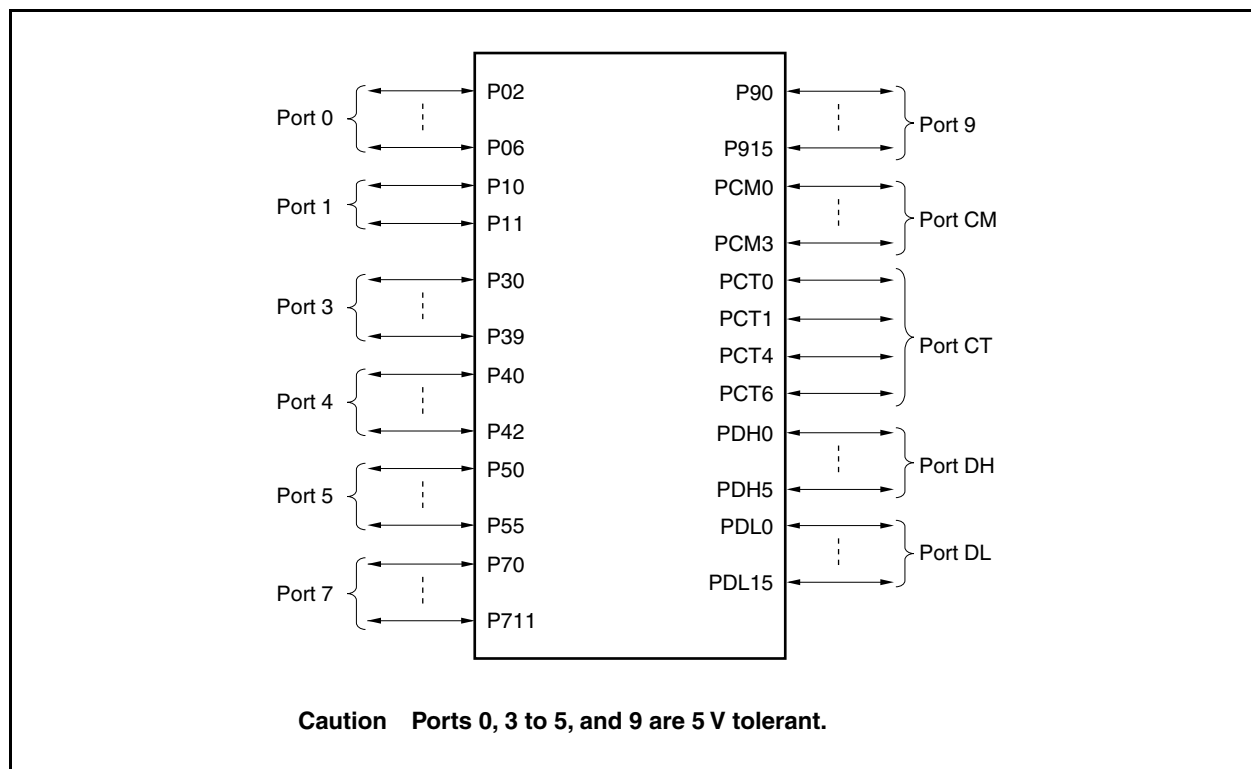 Port 0
P02
P06
Port 1
P10
P11
Port 3
P30
P39
Port 4
P40
P42
Port 5
P50
P55
Port 7
P70
P711
P90
P915
Port 9
PCM0
PCM3
Port CM
PCT0
PCT1
PCT4
PCT6
Port CT
PDH0
PDH5
Port DH
PDL0
PDL15
Port DL
Caution Ports 0, 3 to 5, and 9 are 5 V tolerant.